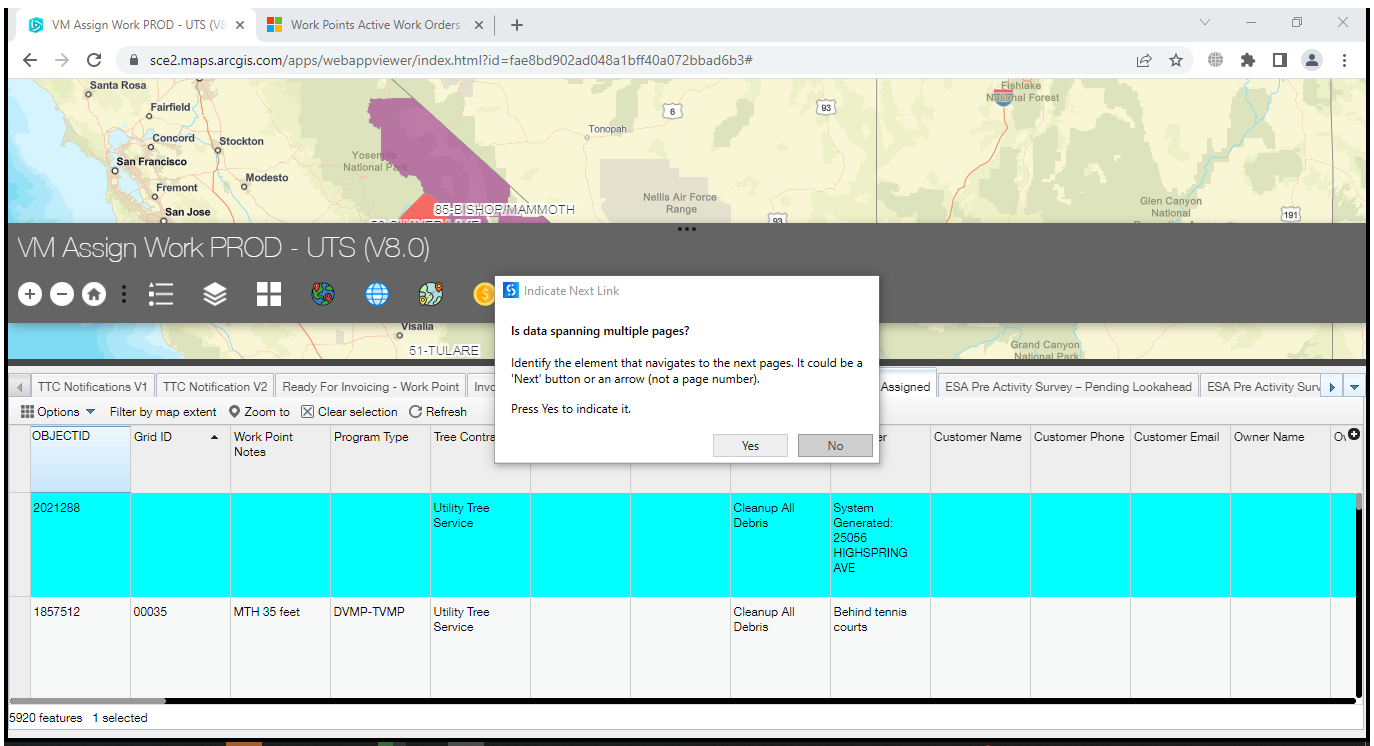 VM Assign Work PROD - UTS (V8
Work Points Active Work Orders
sce2.maps.arcgis.com/apps/webappviewer/index.html?id=fae8bd902ad048a1bff40a072bbad6b3#
Santa Rosa
Fairfield
Concord
Stockton
San Francisco
Fremont
Modesto
San Jose
Yosemite
National Park
Tonopah
6
93
Nellis Air Force
Range
93
Fishlake
National Forest
Glen Canyon
National
191
85-BISHOP/MAMMOTH
VM Assign Work PROD - UTS (V8.0)
Visalia
51-TULARE
Grand Canyon
National Park
Indicate Next Link
Is data spanning multiple pages?
Identify the element that navigates to the next pages. It could be a
'Next' button or an arrow (not a page number).
Press Yes to indicate it.
Yes No
TTC Notifications V1 TTC Notification V2 Ready For Invoicing - Work Point Invo Assigned ESA Pre Activity Survey – Pending Lookahead ESA Pre Activity Surv
Options Filter by map extent Zoom to Clear selection Refresh
OBJECTID Grid ID Work Point Notes Program Type Tree Contra er Customer Name Customer Phone Customer Email Owner Name Ov
2021288 Utility Tree Service Cleanup All Debris System Generated: 25056 HIGHSPRING AVE
1857512 00035 MTH 35 feet DVMP-TVMP Utility Tree Service Cleanup All Debris Behind tennis courts
5920 features 1 selected